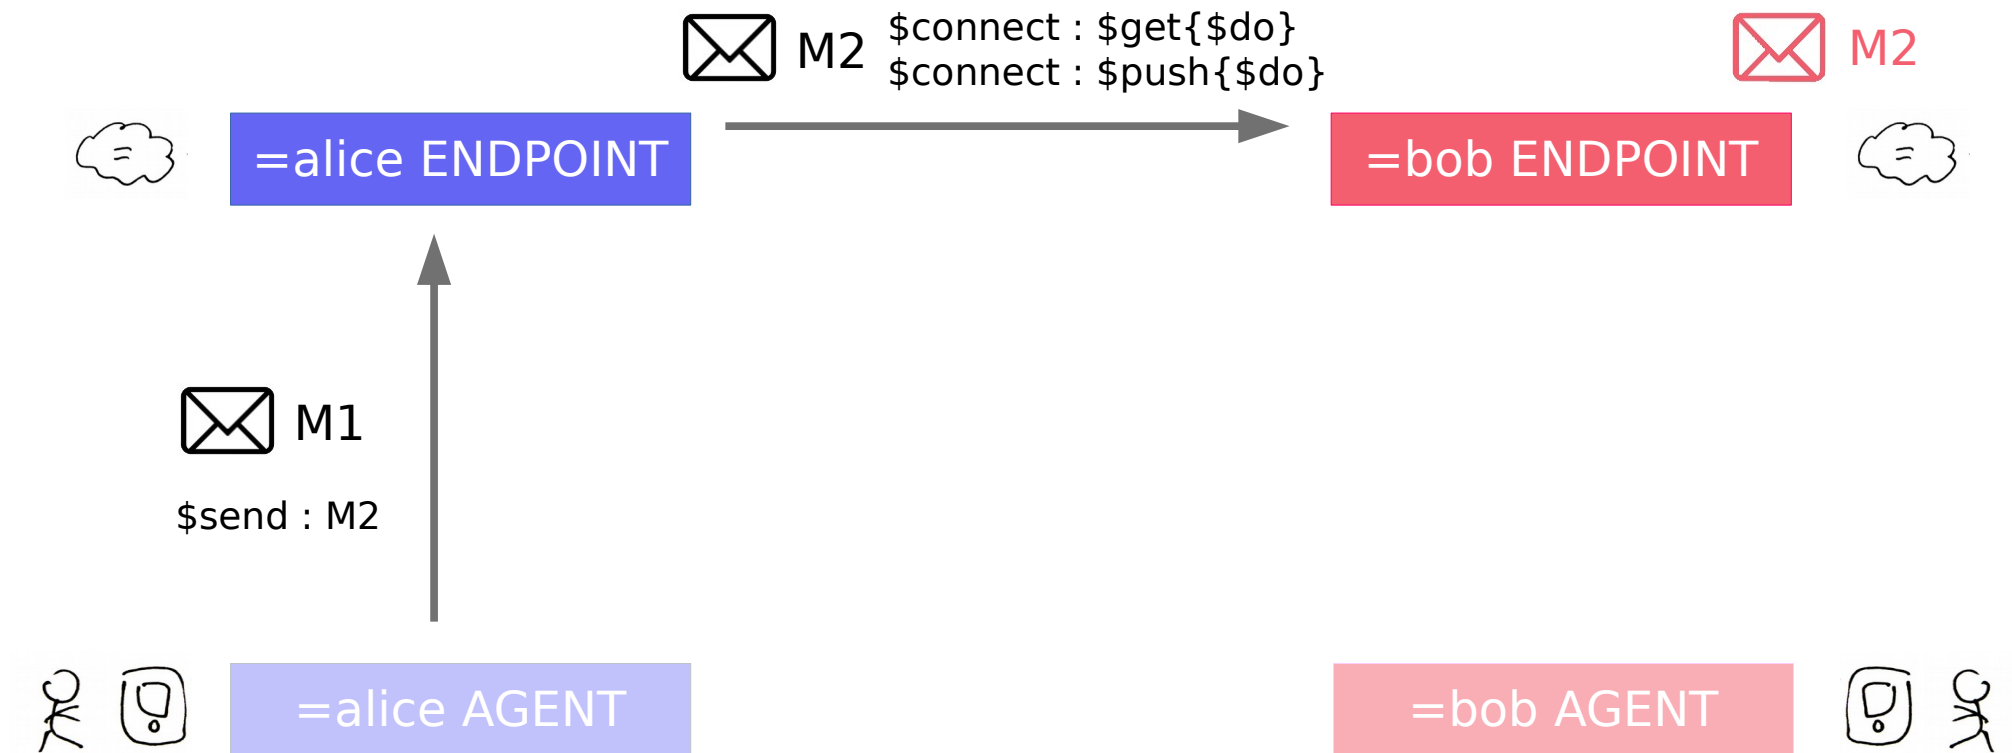 M2
$connect : $get{$do}
$connect : $push{$do}
M2
=alice ENDPOINT
=bob ENDPOINT
M1
$send : M2
=alice AGENT
=bob AGENT